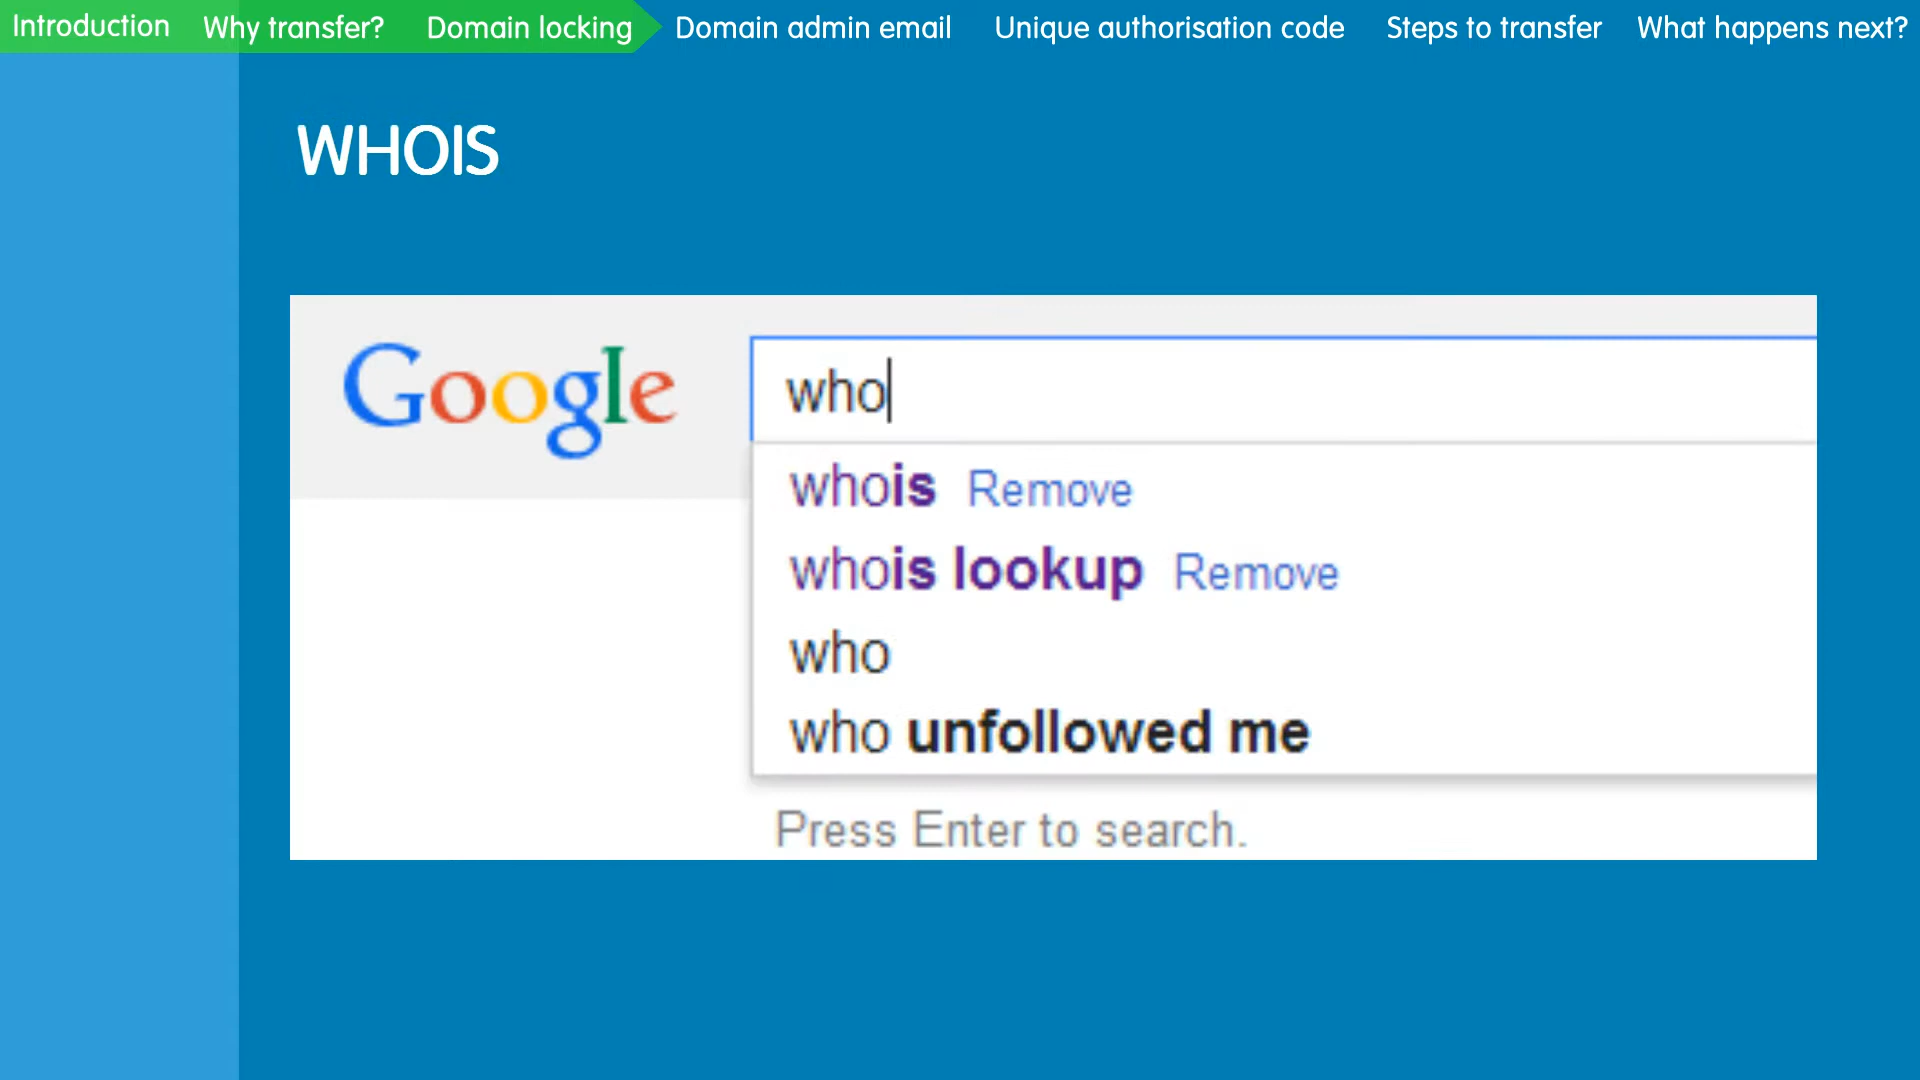 Introduction Why transfer? Domain locking Domain admin email Unique authorisation code Steps to transfer What happens next?
WHOIS
Google who
whois Remove
whois lookup Remove
who
who unfollowed me
Press Enter to search.